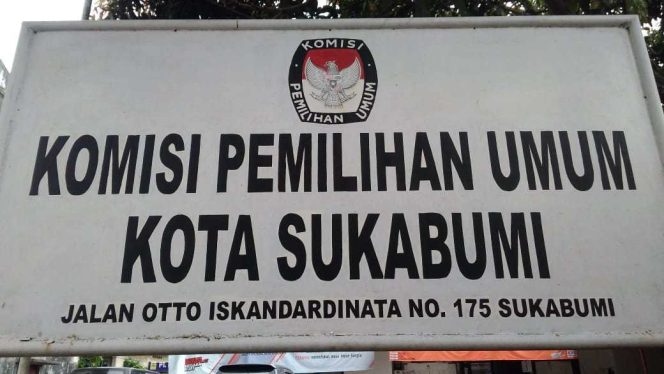 KOMISI
PEMILIHAN UMUM
KOMISI PEMILIHAN UMUM
KOTA SUKABUMI
JALAN OTTO ISKANDARDINATA NO. 175 SUKABUMI